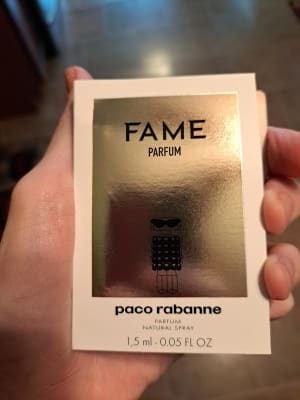 FAME
PARFUM
paco rabanne
PARFUM
NATURAL SPRAY
1,5 ml - 0.05 FL OZ